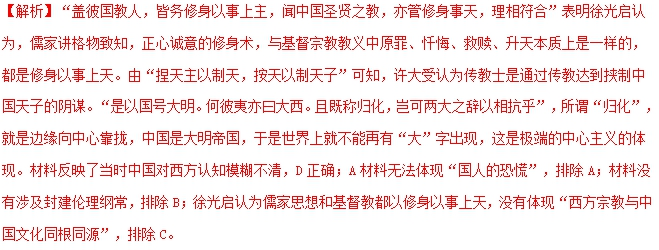 【解析】“盖彼国教人，皆务修身以事上主，闻中国圣贤之教，亦管修身事天，理相符合”表明徐光启认
为，儒家讲格物致知，正心诚意的修身术，与基督宗教教义中原罪、忏悔、救赎、升天本质上是一样的，
都是修身以事上天。由“捏天主以制天，按天以制天子”可知，许大受认为传教士是通过传教达到挟制中
国天子的阴谋。“是以国号大明。何彼夷亦曰大西。且既称归化，岂可两大之辞以相抗乎”，所谓“归化”，
就是边缘向中心靠拢，中国是大明帝国，于是世界上就不能再有“大”字出现，这是极端的中心主义的体
现。材料反映了当时中国对西方认知模糊不清，D 正确；A 材料无法体现“国人的恐慌”，排除 A；材料没
有涉及封建伦理纲常，排除 B；徐光启认为儒家思想和基督教都以修身以事上天，没有体现“西方宗教与中
国文化同根同源”，排除 C。